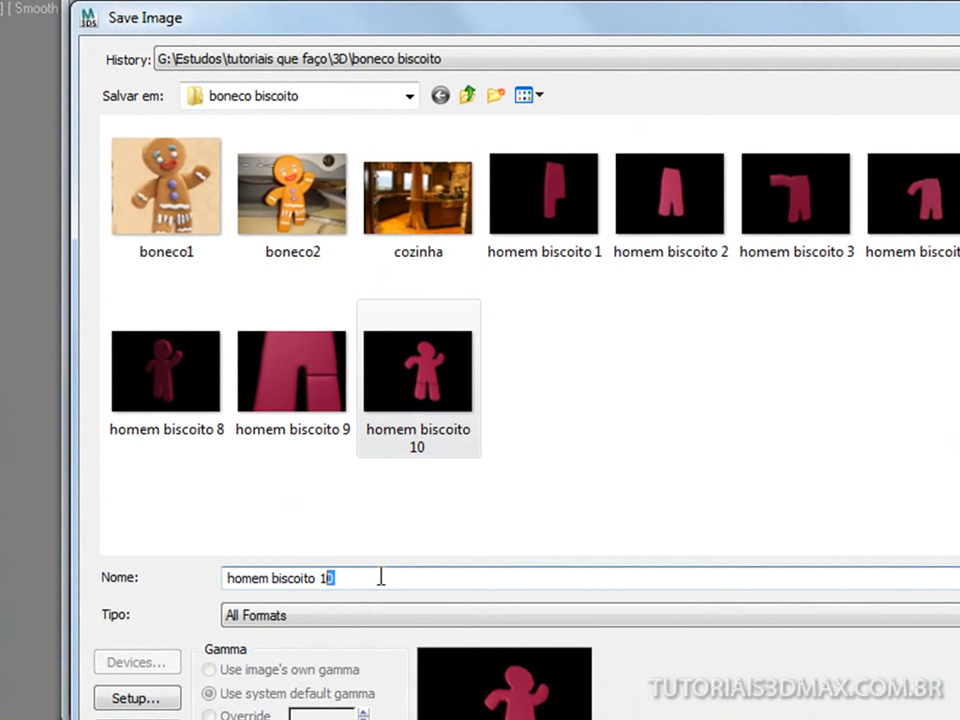 ] [ Smooth
Save Image
History: G:\Estudos\tutoriais que faço\3D\boneco biscoito
Salvar em: boneco biscoito
boneco1 boneco2 cozinha homem biscoito 1 homem biscoito 2 homem biscoito 3 homem biscoit
homem biscoito 8 homem biscoito 9 homem biscoito
10
Nome: homem biscoito 10
Tipo: All Formats
Gamma
Devices... Use image's own gamma
Setup... Use system default gamma
Override
TUTORIAIS3DMAX.COM.BR